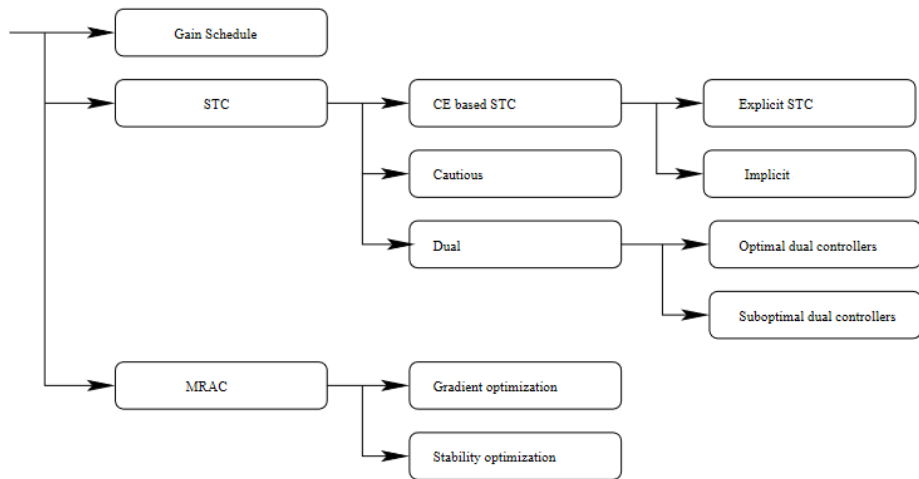 Gain Schedule
STC
CE based STC
Explicit STC
Implicit
Cautious
Dual
Optimal dual controllers
Suboptimal dual controllers
MRAC
Gradient optimization
Stability optimization